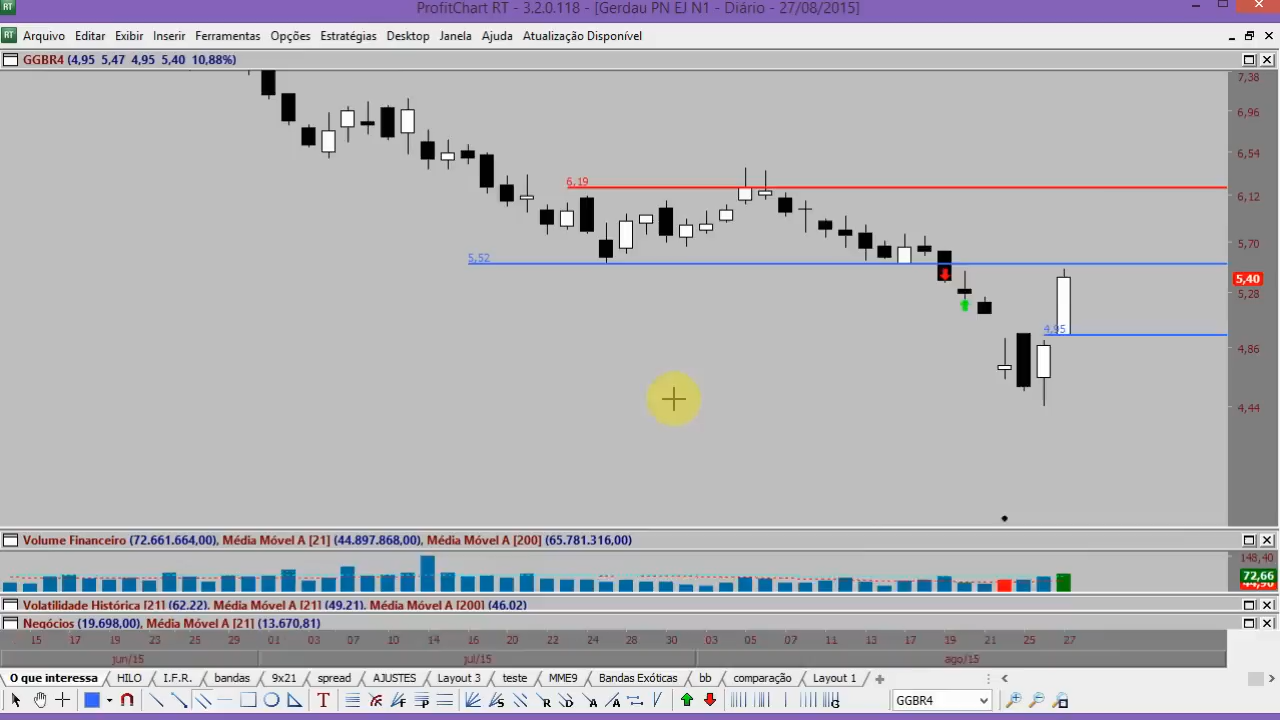 ProfitChart RT - 3.2.0.118 - [Gerdau PN EJ N1 - Diário - 27/08/2015]
Arquivo Editar Exibir Inserir Ferramentas Opções Estratégias Desktop Janela Ajuda Atualização Disponível
GGBR4 (4,95 5,47 4,95 5,40 10,88%)
7,38
6,96
6,54
6,19
6,12
5,70
5,52
5,40
5,28
4,95
4,86
4,44
Volume Financeiro (72.661.664,00), Média Móvel A [21] (44.897.868,00), Média Móvel A [200] (65.781.316,00)
148,40
72,66
Volatilidade Histórica [21] (62.22), Média Móvel A [21] (49.21), Média Móvel A [200] (46.02)
Negócios (19.698,00), Média Móvel A [21] (13.670,81)
15 17 19 23 25 29 01 03 07 10 14 16 20 22 24 28 30 03 05 07 11 13 17 19 21 25 27
jun/15 jul/15 ago/15
O que interessa HILO I.F.R. bandas 9x21 spread AJUSTES Layout 3 teste MME9 Bandas Exóticas bb comparação Layout 1
GGBR4